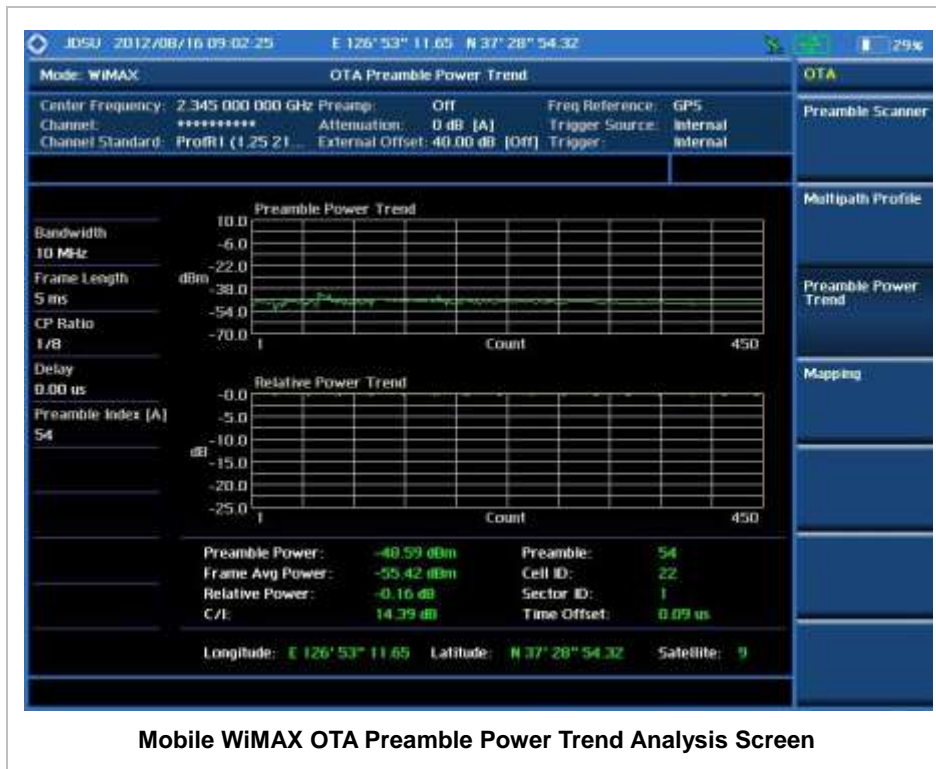 JDSU 2012/08/16 09:02:25 E 126° 53'' 11.65 N 37° 28'' 54.32 29%
Mode: WiMAX OTA Preamble Power Trend OTA
Center Frequency: 2.345 000 000 GHz Preamp: Off Freq Reference: GPS
Channel: ********** Attenuation: 0 dB [A] Trigger Source: Internal
Channel Standard: ProfR1 (1.25 21... External Offset: 40.00 dB [Off] Trigger: Internal
Preamble Scanner
Multipath Profile
Preamble Power
Trend
Mapping
Bandwidth
10 MHz
Frame Length
5 ms
CP Ratio
1/8
Delay
0.00 us
Preamble Index [A]
54
Preamble Power Trend
10.0
-6.0
-22.0
dBm
-38.0
-54.0
-70.0
1 Count 450
Relative Power Trend
-0.0
-5.0
-10.0
dB
-15.0
-20.0
-25.0
1 Count 450
Preamble Power: -48.59 dBm Preamble: 54
Frame Avg Power: -55.42 dBm Cell ID: 22
Relative Power: -0.16 dB Sector ID: 1
C/I: 14.39 dB Time Offset: 0.09 us
Longitude: E 126° 53'' 11.65 Latitude: N 37° 28'' 54.32 Satellite: 9
Mobile WiMAX OTA Preamble Power Trend Analysis Screen